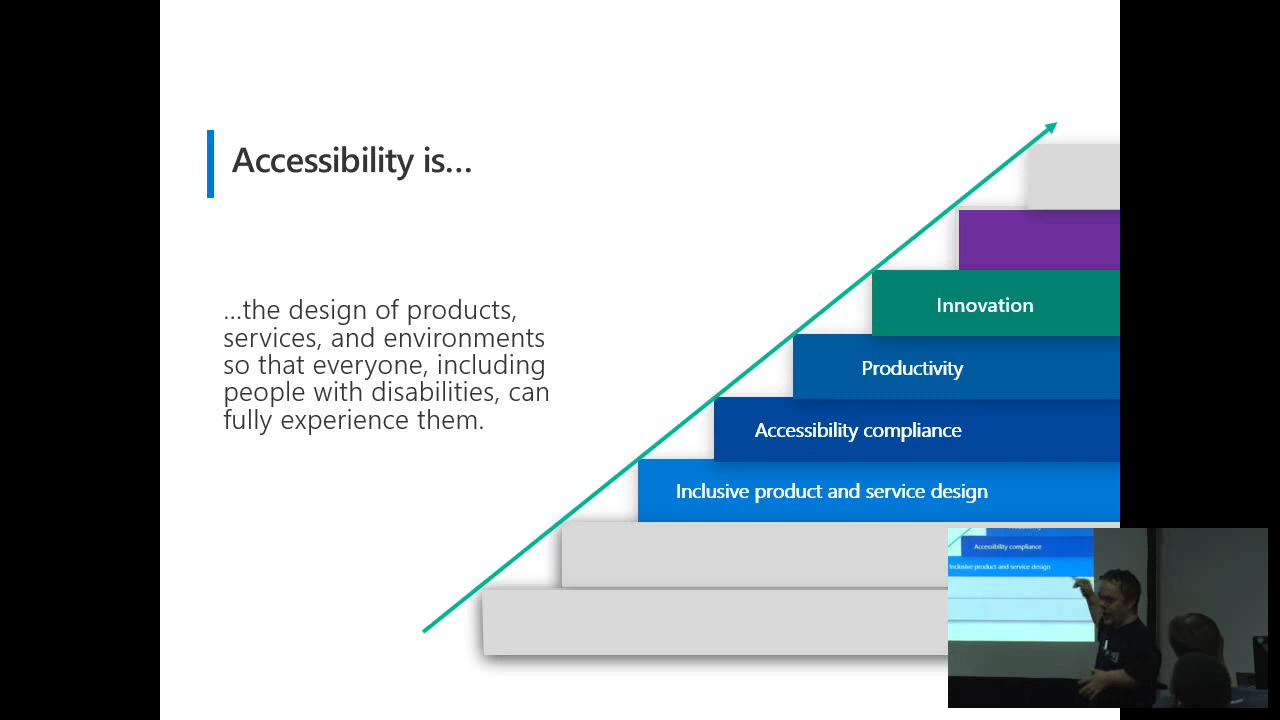 Accessibility is...
...the design of products,
services, and environments
so that everyone, including
people with disabilities, can
fully experience them.
Innovation
Productivity
Accessibility compliance
Inclusive product and service design
Accessibility compliance
Inclusive product and service design